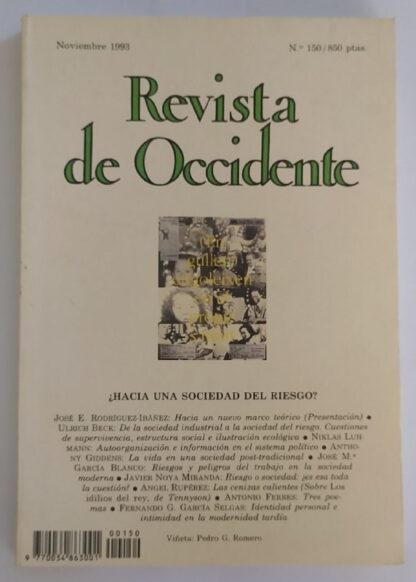 Noviembre 1993
N.º 150 / 850 ptas.
Revista
de Occidente
¿HACIA UNA SOCIEDAD DEL RIESGO?
JOSÉ E. RODRÍGUEZ-IBÁÑEZ: Hacia un nuevo marco teórico (Presentación) ●
ULRICH BECK: De la sociedad industrial a la sociedad del riesgo. Cuestiones
de supervivencia, estructura social e ilustración ecológica ● NIKLAS LUH-
MANN: Autoorganización e información en el sistema político ● ANTHO-
NY GIDDENS: La vida en una sociedad post-tradicional ● JOSÉ M.ª
GARCÍA BLANCO: Riesgos y peligros del trabajo en la sociedad
moderna ● JAVIER NOYA MIRANDA: Riesgo o sociedad: ¿es esa toda
la cuestión? ● ANGEL RUPÉREZ: Las cenizas calientes (Sobre Los
idilios del rey, de Tennyson) ● ANTONIO FERRES: Tres poe-
mas ● FERNANDO G. GARCÍA SELGAS: Identidad personal e
intimidad en la modernidad tardía
00150
9 770034 863001
Viñeta: Pedro G. Romero